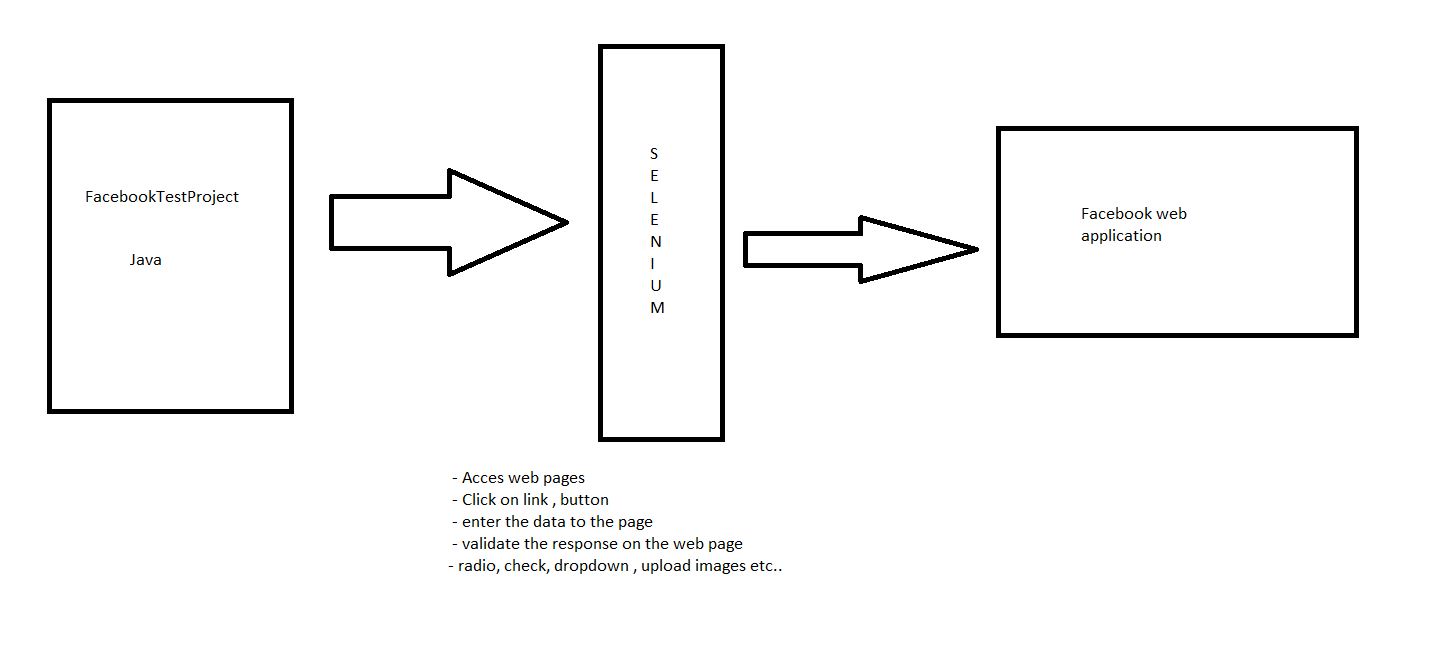 FacebookTestProject
Java
S
E
L
E
N
I
U
M
Facebook web
application
- Acces web pages
- Click on link , button
- enter the data to the page
- validate the response on the web page
- radio, check, dropdown , upload images etc..